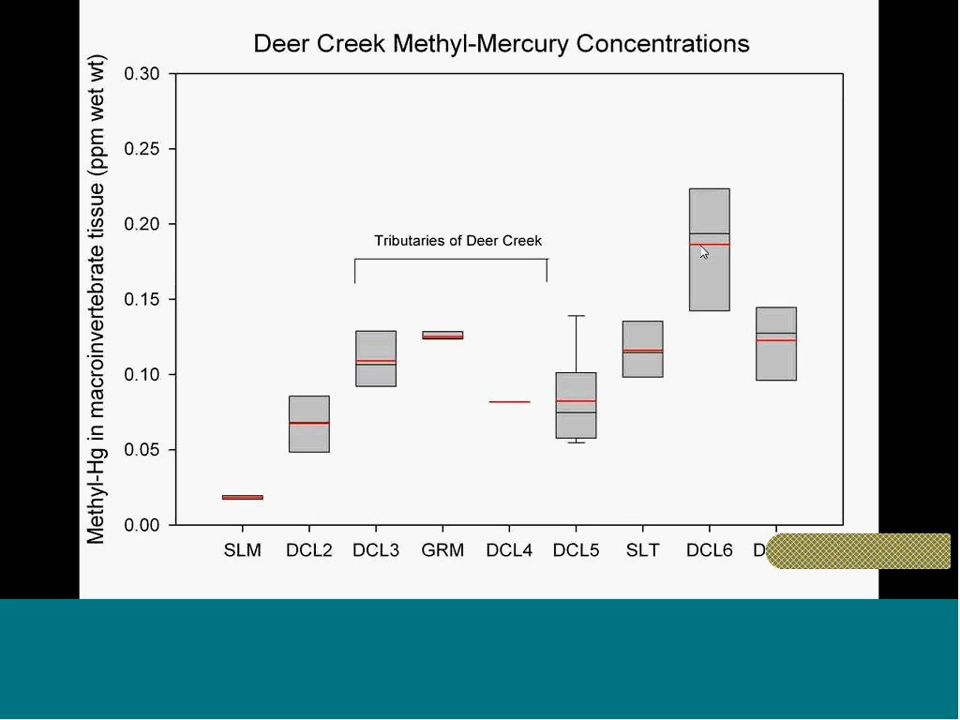 Deer Creek Methyl-Mercury Concentrations
Methyl-Hg in macroinvertebrate tissue (ppm wet wt)
0.30
0.25
0.20
0.15
0.10
0.05
0.00
Tributaries of Deer Creek
SLM DCL2 DCL3 GRM DCL4 DCL5 SLT DCL6